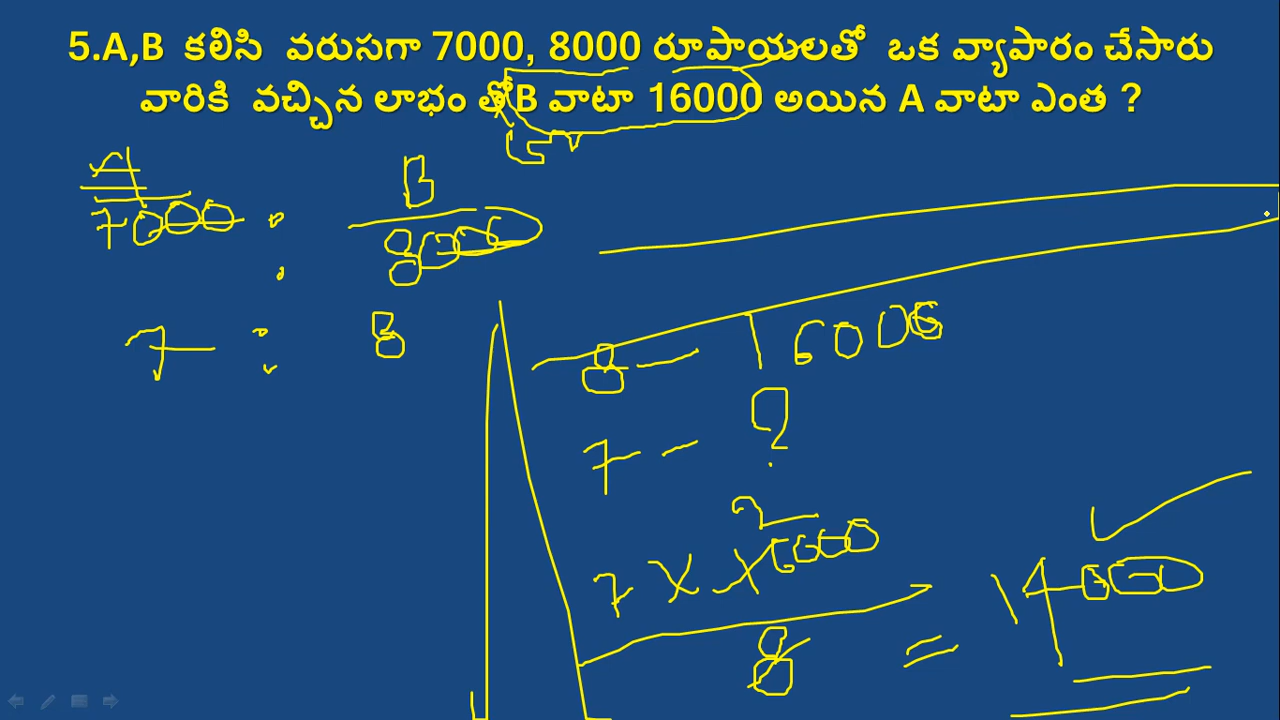 5.A,B కలిసి వరుసగా 7000, 8000 రూపాయలతో ఒక వ్యాపారం చేసారు
వారికి వచ్చిన లాభం తోB వాటా 16000 అయిన A వాటా ఎంత ?
A B
7000 : 8000
7 : 8
8 — 16000
7 — ?
2
7 X 16000
8
= 14000